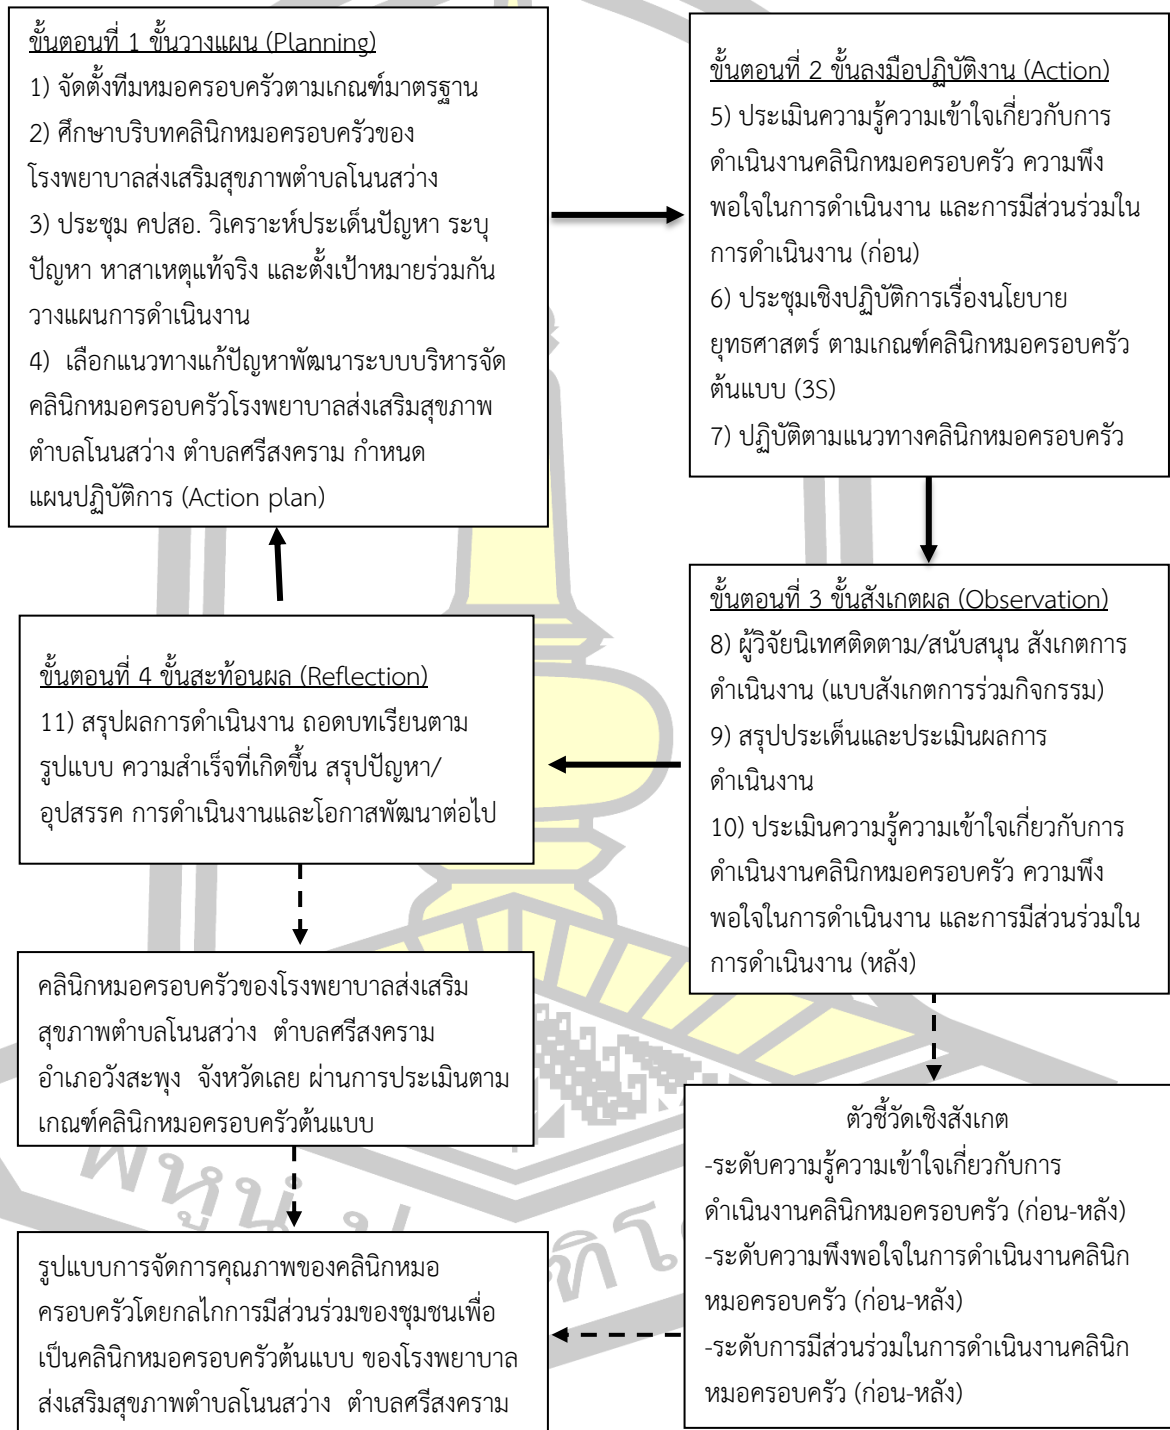 ขั้นตอนที่ 1 ขั้นวางแผน (Planning)
1) จัดตั้งทีมหมอครอบครัวตามเกณฑ์มาตรฐาน
2) ศึกษาบริบทคลินิกหมอครอบครัวของ
โรงพยาบาลส่งเสริมสุขภาพตำบลโนนสว่าง
3) ประชุม คปสอ. วิเคราะห์ประเด็นปัญหา ระบุ
ปัญหา หาสาเหตุแท้จริง และตั้งเป้าหมายร่วมกัน
วางแผนการดำเนินงาน
4) เลือกแนวทางแก้ปัญหาพัฒนาระบบบริหารจัด
คลินิกหมอครอบครัวโรงพยาบาลส่งเสริมสุขภาพ
ตำบลโนนสว่าง ตำบลศรีสงคราม กำหนด
แผนปฏิบัติการ (Action plan)
ขั้นตอนที่ 2 ขั้นลงมือปฏิบัติงาน (Action)
5) ประเมินความรู้ความเข้าใจเกี่ยวกับการ
ดำเนินงานคลินิกหมอครอบครัว ความพึง
พอใจในการดำเนินงาน และการมีส่วนร่วมใน
การดำเนินงาน (ก่อน)
6) ประชุมเชิงปฏิบัติการเรื่องนโยบาย
ยุทธศาสตร์ ตามเกณฑ์คลินิกหมอครอบครัว
ต้นแบบ (3S)
7) ปฏิบัติตามแนวทางคลินิกหมอครอบครัว
ขั้นตอนที่ 3 ขั้นสังเกตผล (Observation)
8) ผู้วิจัยนิเทศติดตาม/สนับสนุน สังเกตการ
ดำเนินงาน (แบบสังเกตการร่วมกิจกรรม)
9) สรุปประเด็นและประเมินผลการ
ดำเนินงาน
10) ประเมินความรู้ความเข้าใจเกี่ยวกับการ
ดำเนินงานคลินิกหมอครอบครัว ความพึง
พอใจในการดำเนินงาน และการมีส่วนร่วมใน
การดำเนินงาน (หลัง)
ขั้นตอนที่ 4 ขั้นสะท้อนผล (Reflection)
11) สรุปผลการดำเนินงาน ถอดบทเรียนตาม
รูปแบบ ความสำเร็จที่เกิดขึ้น สรุปปัญหา/
อุปสรรค การดำเนินงานและโอกาสพัฒนาต่อไป
คลินิกหมอครอบครัวของโรงพยาบาลส่งเสริม
สุขภาพตำบลโนนสว่าง ตำบลศรีสงคราม
อำเภอวังสะพุง จังหวัดเลย ผ่านการประเมินตาม
เกณฑ์คลินิกหมอครอบครัวต้นแบบ
ตัวชี้วัดเชิงสังเกต
-ระดับความรู้ความเข้าใจเกี่ยวกับการ
ดำเนินงานคลินิกหมอครอบครัว (ก่อน-หลัง)
-ระดับความพึงพอใจในการดำเนินงานคลินิก
หมอครอบครัว (ก่อน-หลัง)
-ระดับการมีส่วนร่วมในการดำเนินงานคลินิก
หมอครอบครัว (ก่อน-หลัง)
รูปแบบการจัดการคุณภาพของคลินิกหมอ
ครอบครัวโดยกลไกการมีส่วนร่วมของชุมชนเพื่อ
เป็นคลินิกหมอครอบครัวต้นแบบ ของโรงพยาบาล
ส่งเสริมสุขภาพตำบลโนนสว่าง ตำบลศรีสงคราม